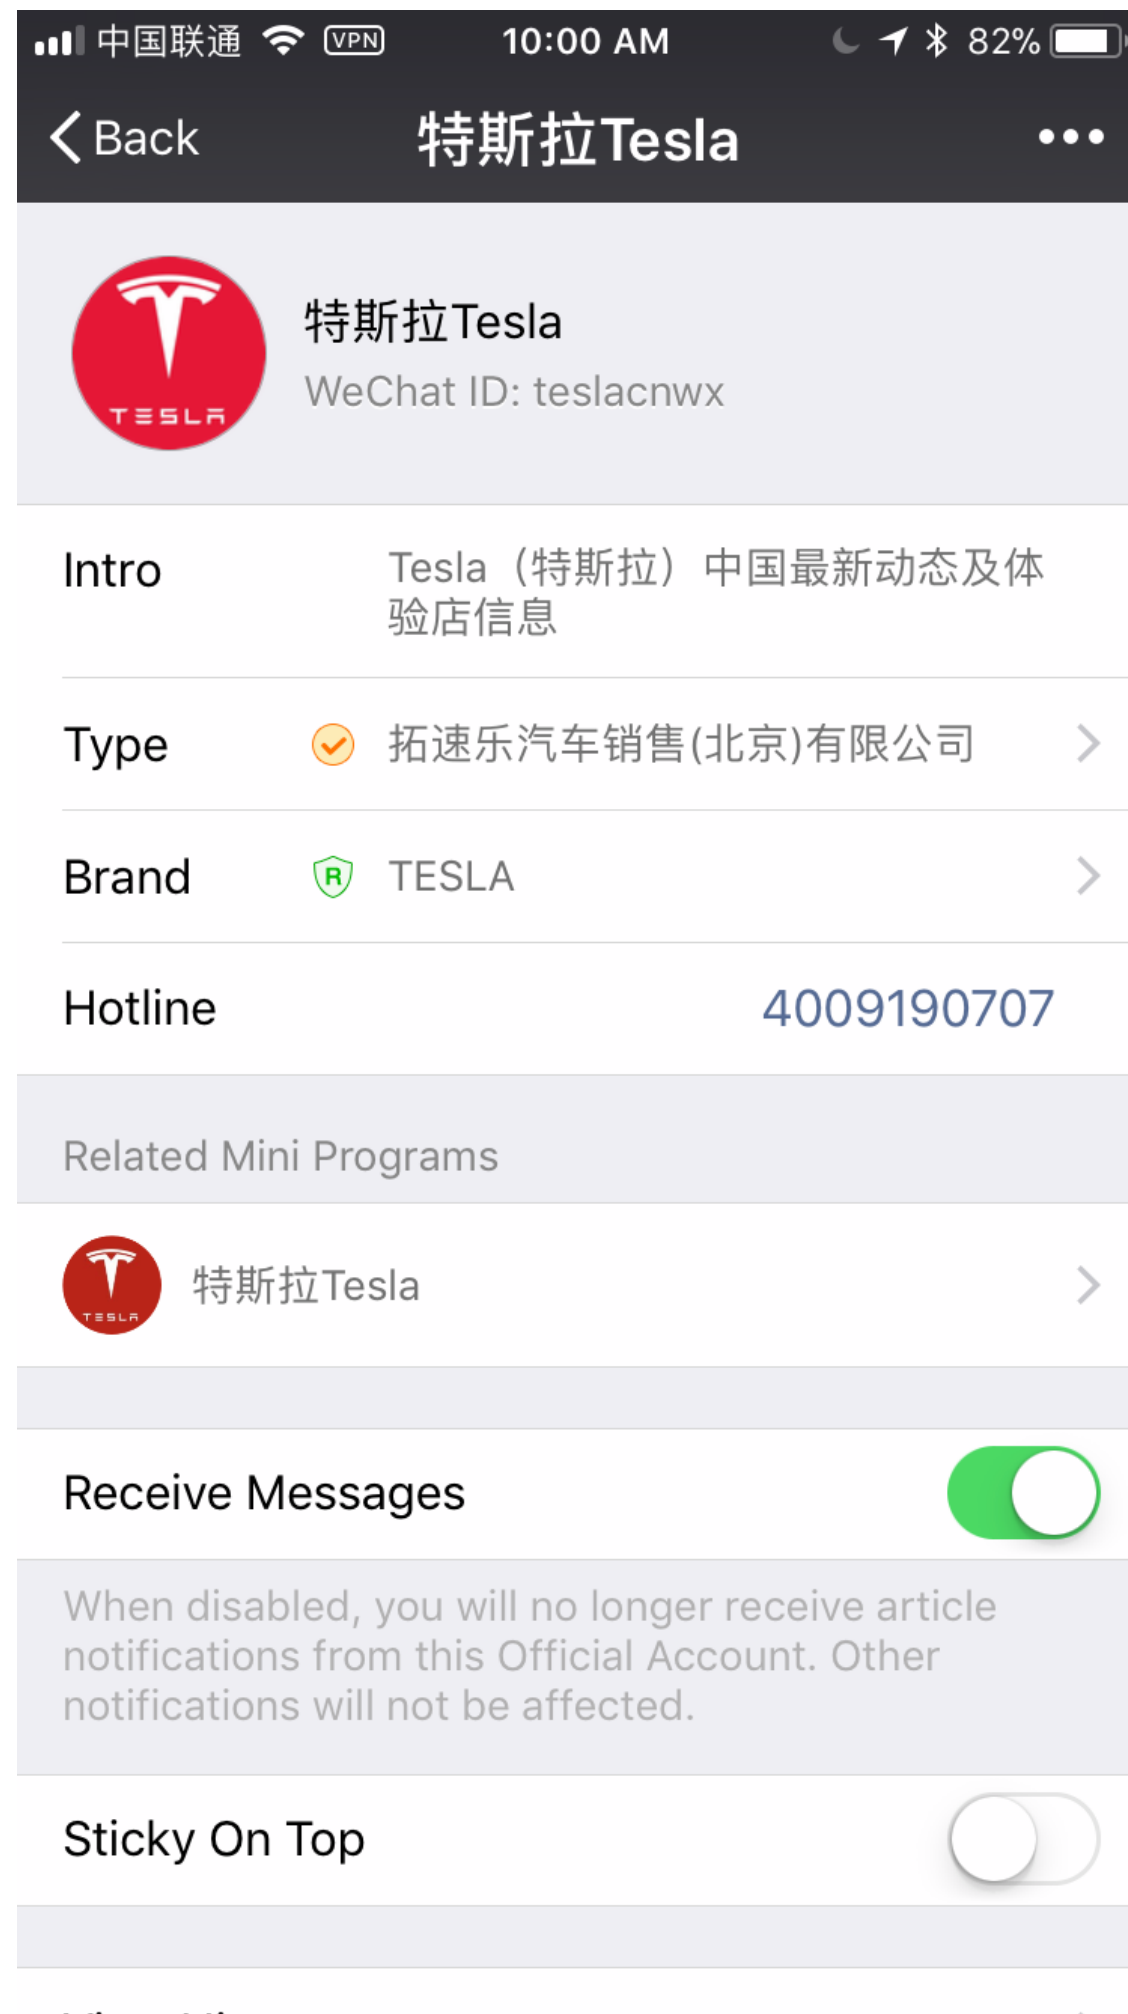 中国联通 VPN 10:00 AM 82%
Back 特斯拉Tesla
特斯拉Tesla
WeChat ID: teslacnwx
TESLA
Intro Tesla（特斯拉）中国最新动态及体
验店信息
Type 拓速乐汽车销售(北京)有限公司
Brand R TESLA
Hotline 4009190707
Related Mini Programs
特斯拉Tesla
TESLA
Receive Messages
When disabled, you will no longer receive article
notifications from this Official Account. Other
notifications will not be affected.
Sticky On Top